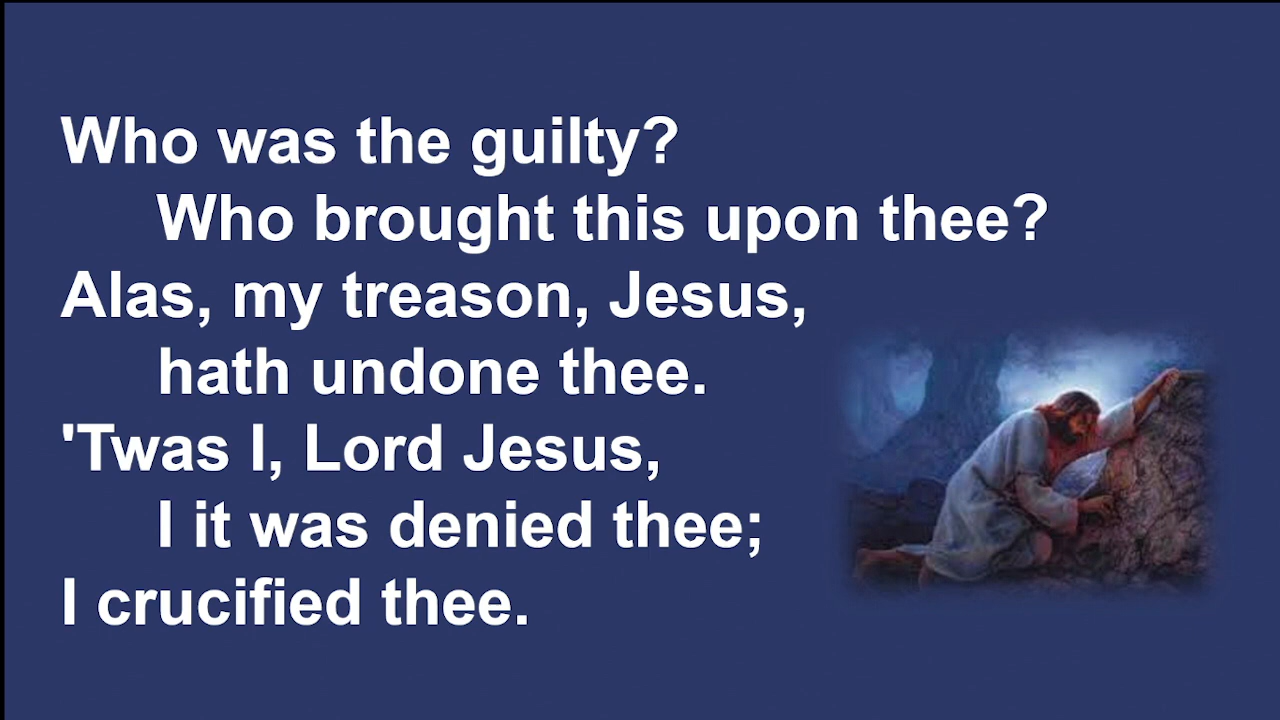 Who was the guilty?
Who brought this upon thee?
Alas, my treason, Jesus,
hath undone thee.
'Twas I, Lord Jesus,
I it was denied thee;
I crucified thee.